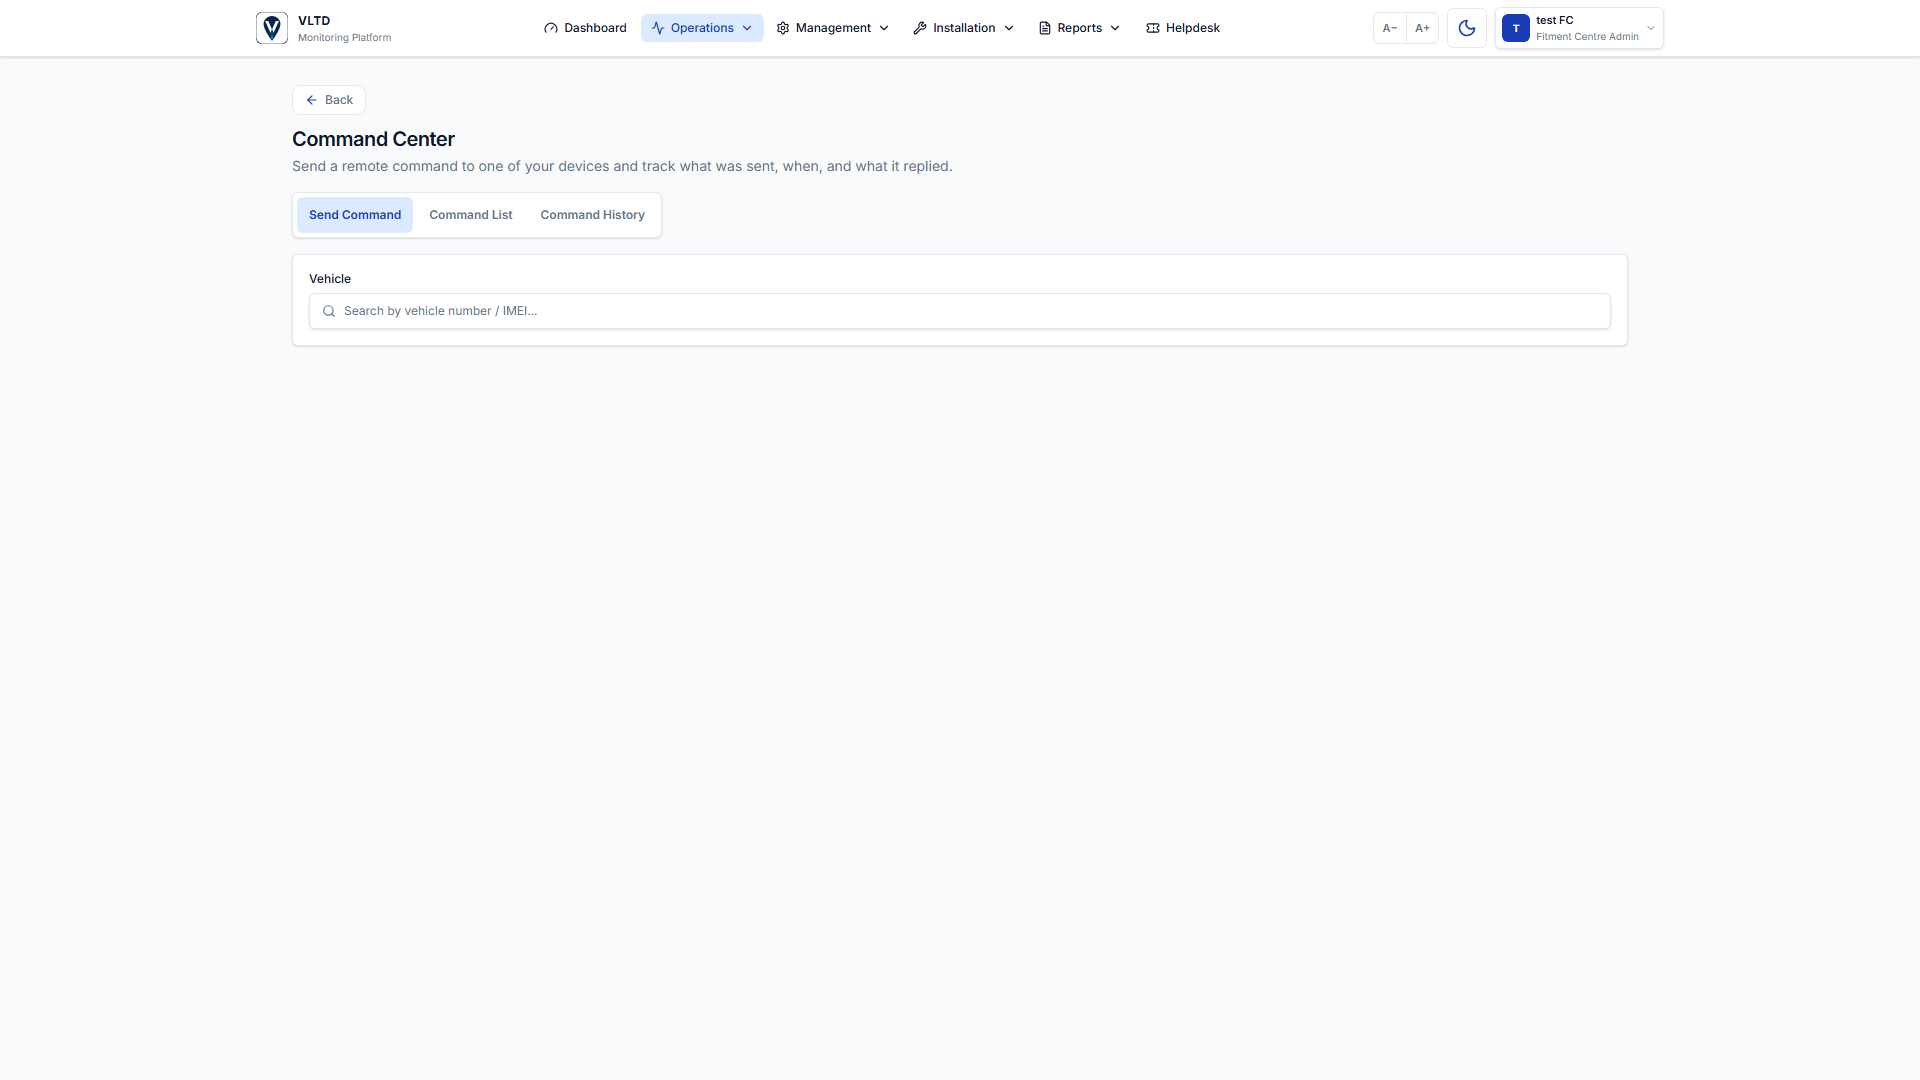 VLTD
Monitoring Platform
Dashboard
Operations
Management
Installation
Reports
Helpdesk
A−
A+
T
test FC
Fitment Centre Admin
Back
Command Center
Send a remote command to one of your devices and track what was sent, when, and what it replied.
Send Command
Command List
Command History
Vehicle
Search by vehicle number / IMEI...